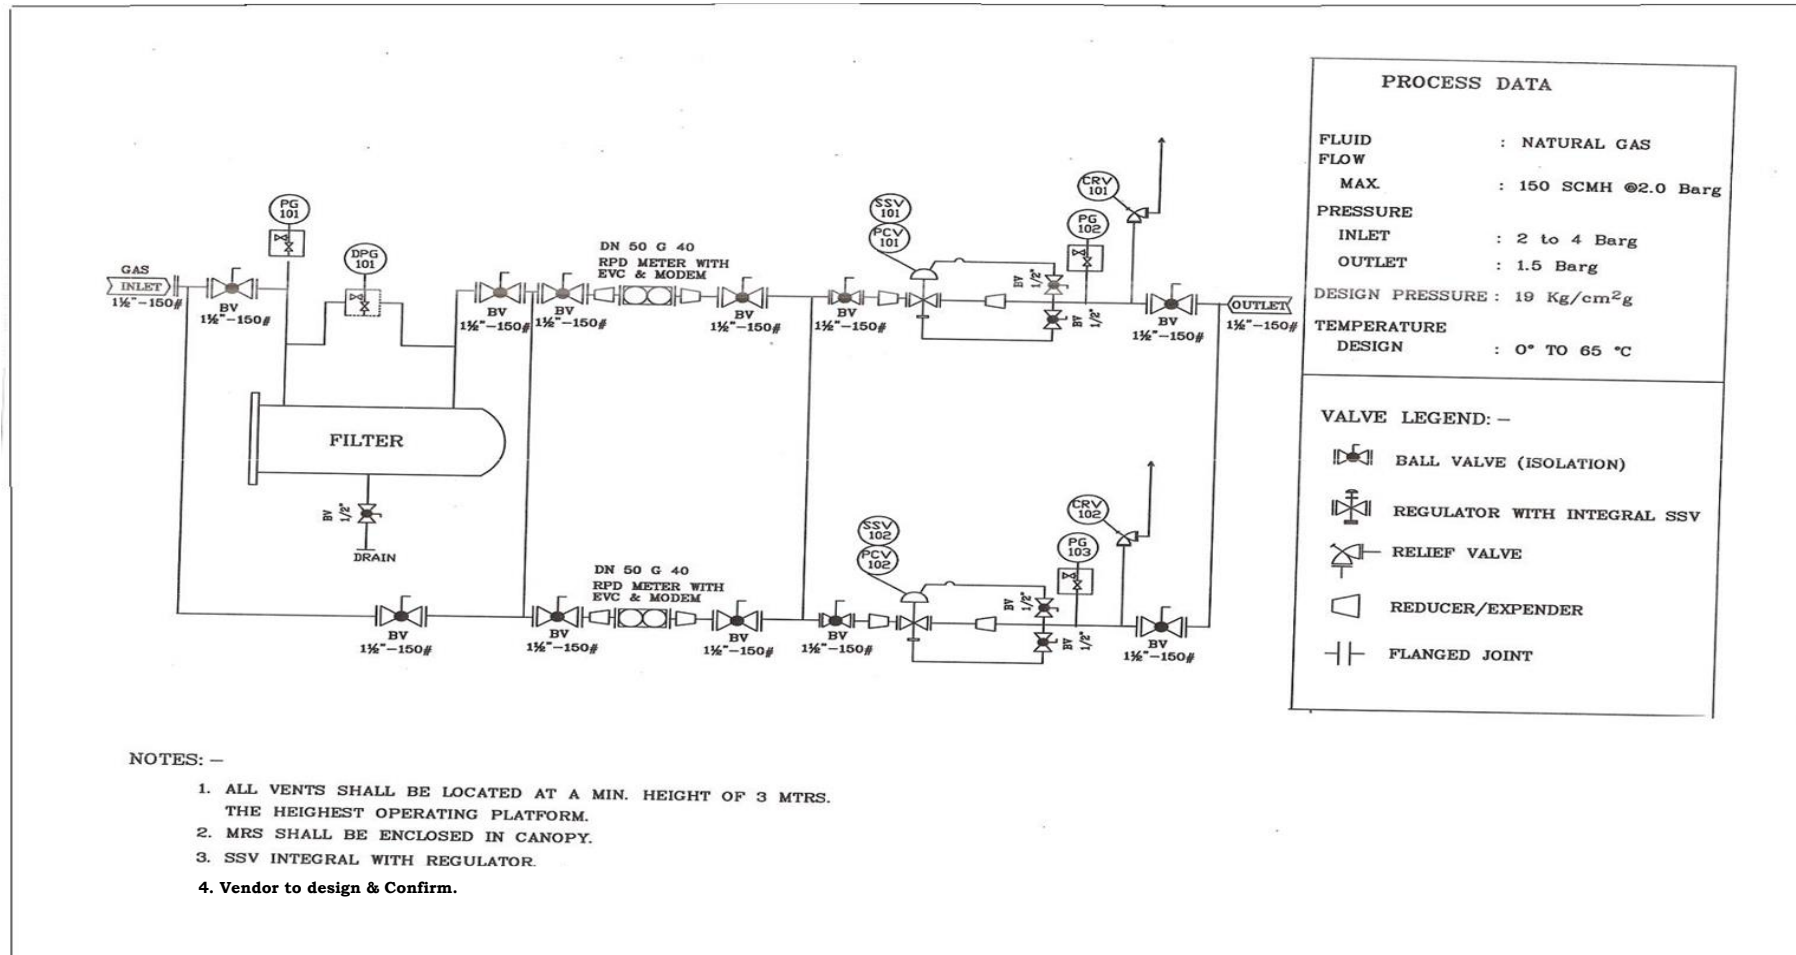 PG
101
DPG
101
GAS
INLET
1½"-150#
BV
1½"-150#
BV
1½"-150#
BV
1½"-150#
DN 50 G 40
RPD METER WITH
EVC & MODEM
BV
1½"-150#
BV
1½"-150#
SSV
101
PCV
101
BV
1/2"
BV
1/2"
PG
102
CRV
101
BV
1½"-150#
OUTLET
1½"-150#
FILTER
BV
1/2"
DRAIN
BV
1½"-150#
BV
1½"-150#
DN 50 G 40
RPD METER WITH
EVC & MODEM
BV
1½"-150#
BV
1½"-150#
SSV
102
PCV
102
BV
1/2"
BV
1/2"
PG
103
CRV
102
BV
1½"-150#
PROCESS DATA
FLUID : NATURAL GAS
FLOW
MAX. : 150 SCMH @2.0 Barg
PRESSURE
INLET : 2 to 4 Barg
OUTLET : 1.5 Barg
DESIGN PRESSURE : 19 Kg/cm²g
TEMPERATURE
DESIGN : 0° TO 65 °C
VALVE LEGEND: -
BALL VALVE (ISOLATION)
REGULATOR WITH INTEGRAL SSV
RELIEF VALVE
REDUCER/EXPENDER
FLANGED JOINT
NOTES: -
1. ALL VENTS SHALL BE LOCATED AT A MIN. HEIGHT OF 3 MTRS.
THE HEIGHEST OPERATING PLATFORM.
2. MRS SHALL BE ENCLOSED IN CANOPY.
3. SSV INTEGRAL WITH REGULATOR.
4. Vendor to design & Confirm.